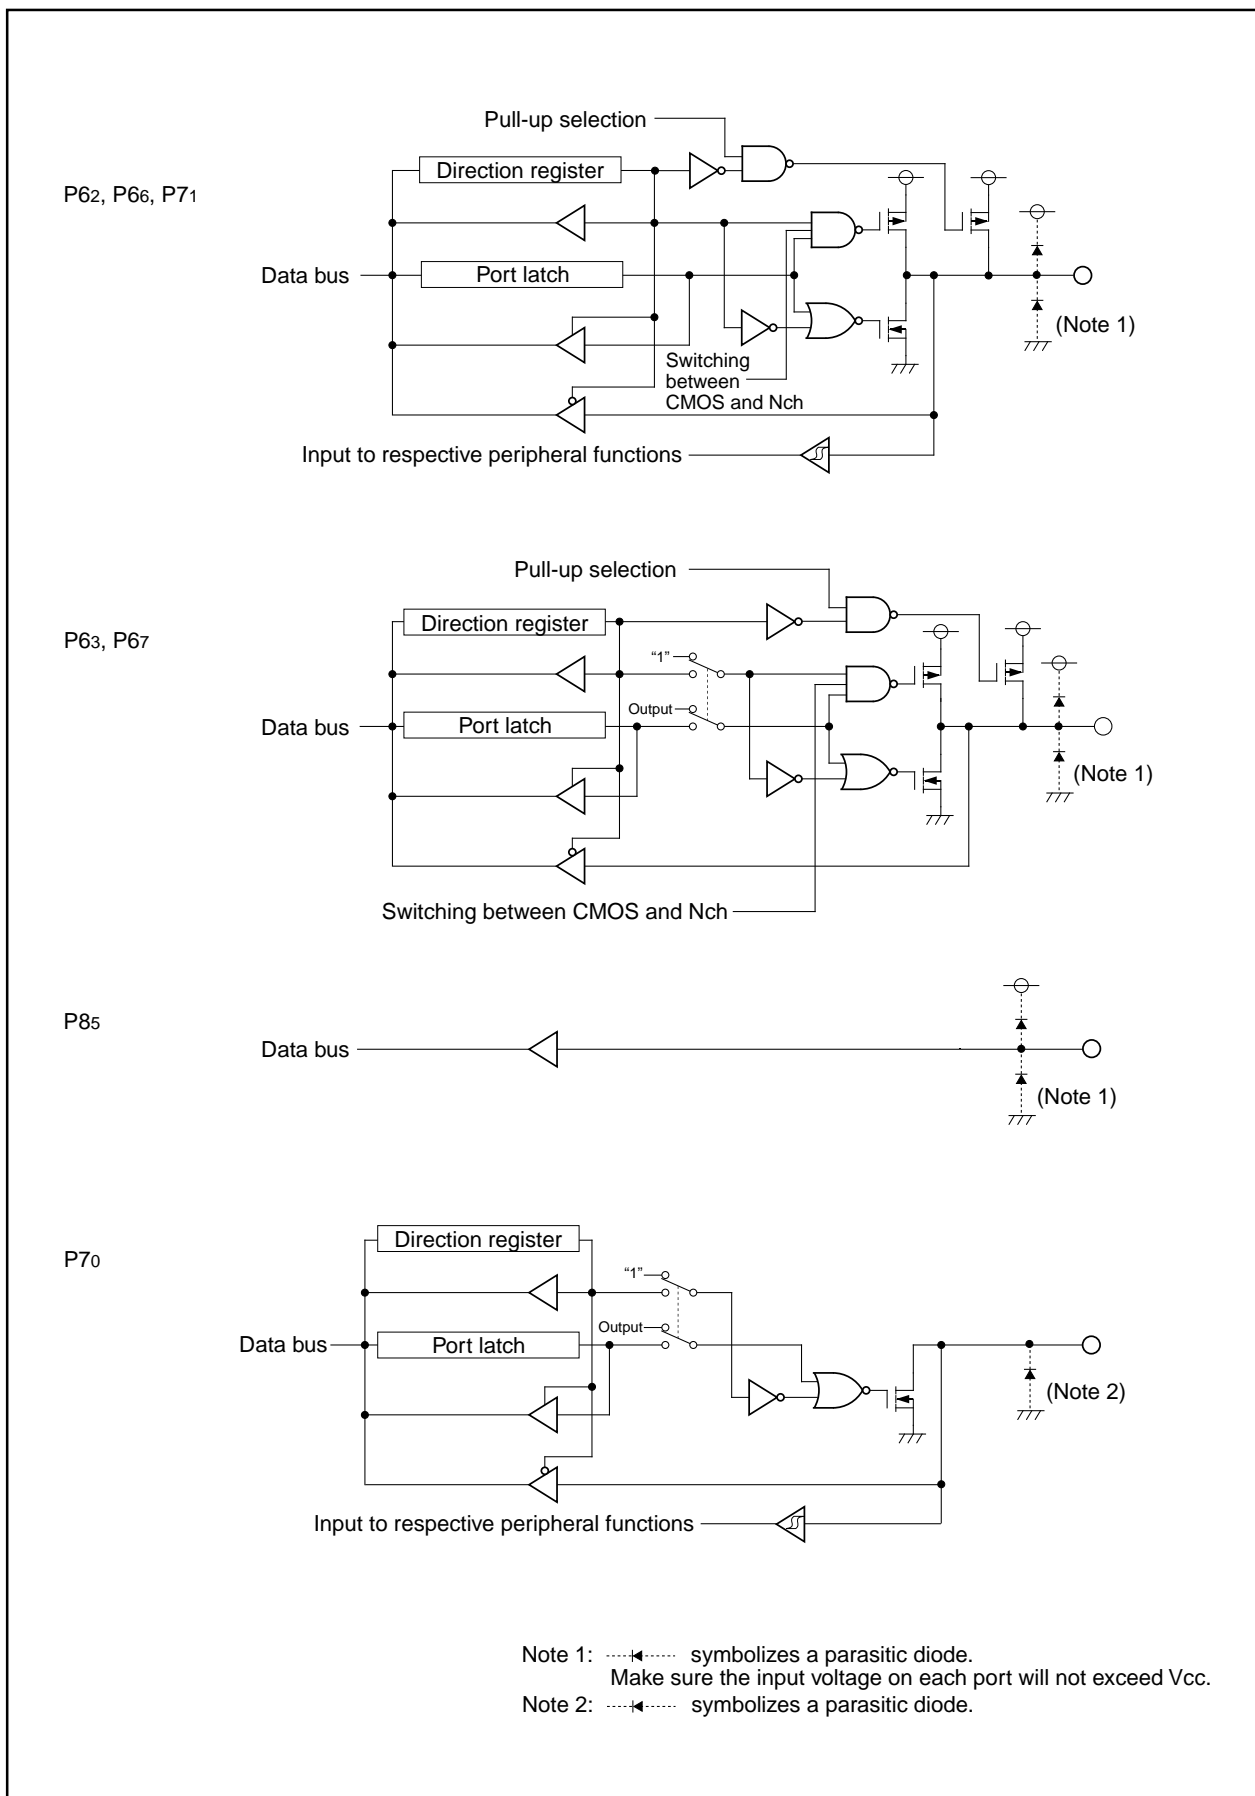 Pull-up selection
Direction register
P62, P66, P71
Data bus
Port latch
(Note 1)
Switching
between
CMOS and Nch
Input to respective peripheral functions
Pull-up selection
Direction register
P63, P67
“1”
Output
Data bus
Port latch
(Note 1)
Switching between CMOS and Nch
P85
Data bus
(Note 1)
Direction register
P70
“1”
Output
Data bus
Port latch
(Note 2)
Input to respective peripheral functions
Note 1: symbolizes a parasitic diode.
Make sure the input voltage on each port will not exceed Vcc.
Note 2: symbolizes a parasitic diode.